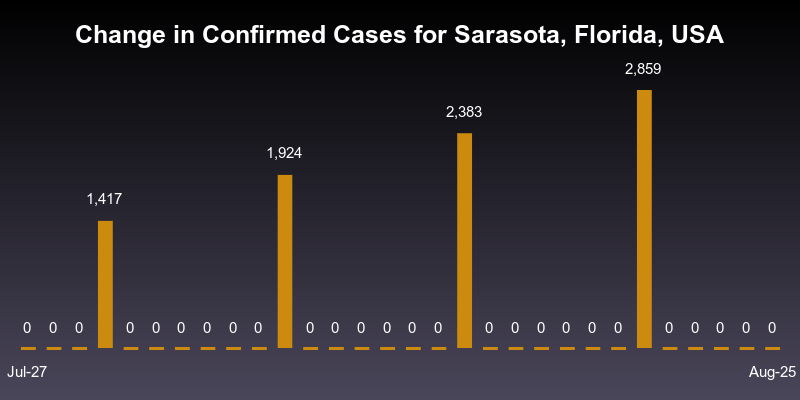 Change in Confirmed Cases for Sarasota, Florida, USA
2,859
2,383
1,924
1,417
0 0 0 0 0 0 0 0 0 0 0 0 0 0 0 0 0 0 0 0 0 0 0 0 0 0
Jul-27 Aug-25